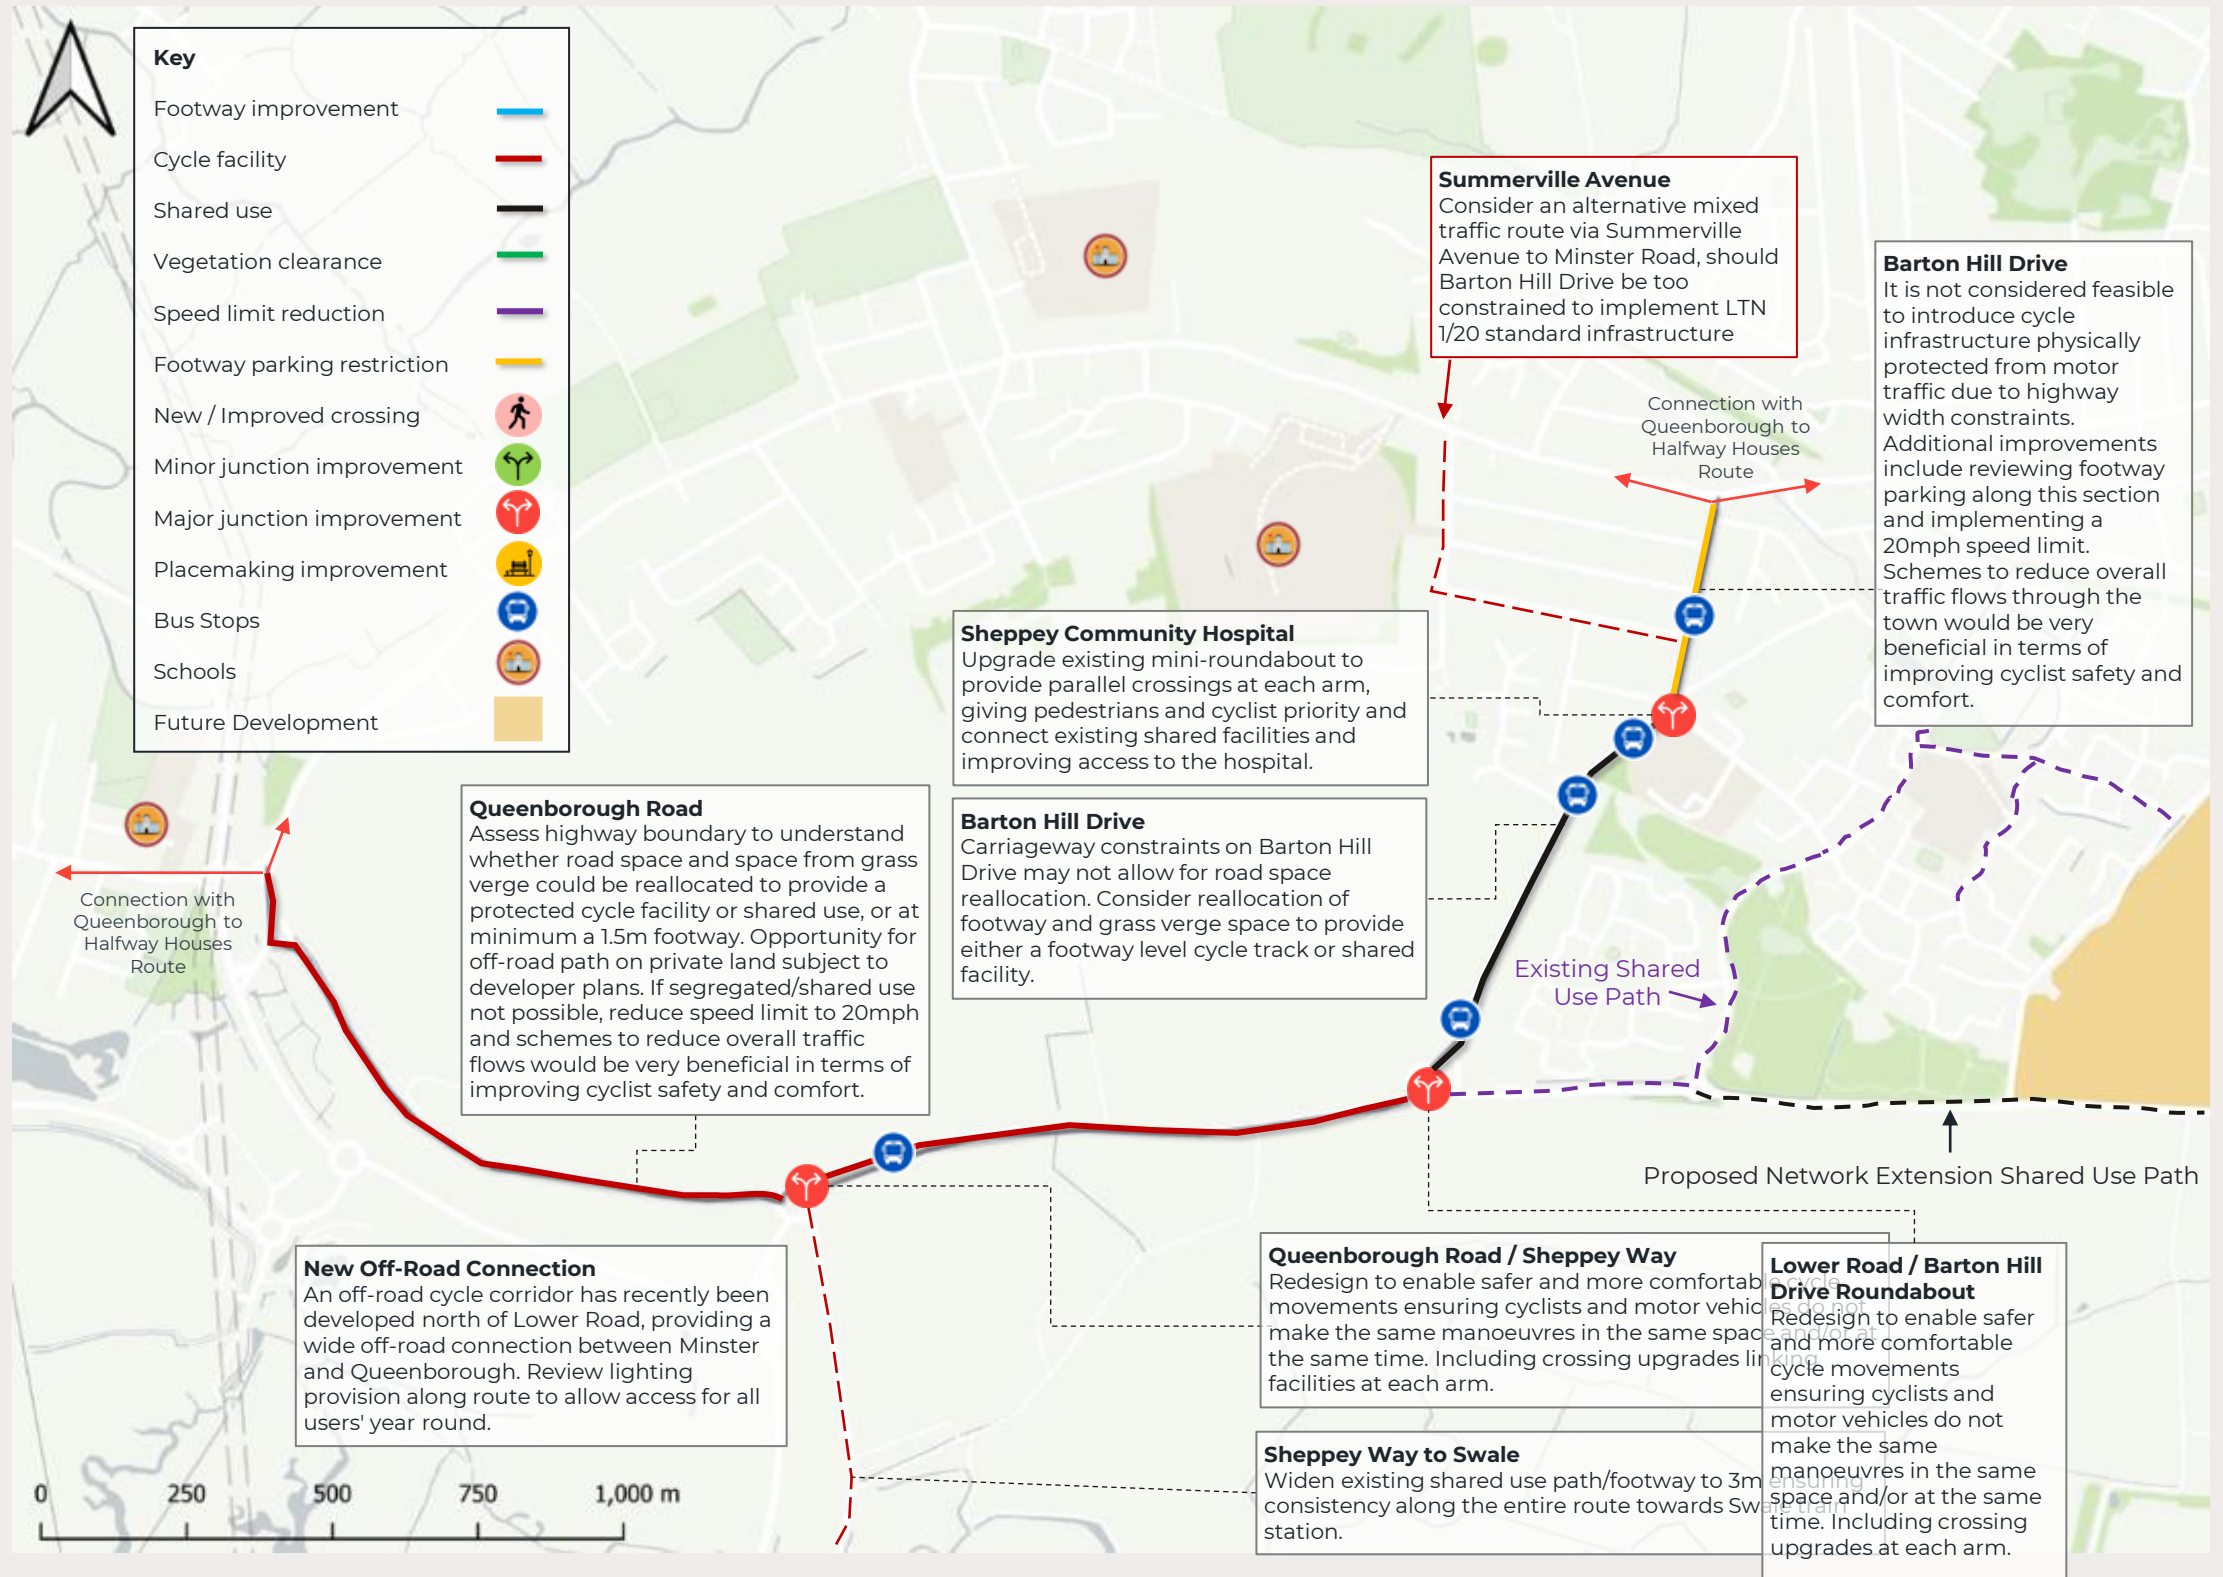 Key
Footway improvement
Cycle facility
Shared use
Vegetation clearance
Speed limit reduction
Footway parking restriction
New / Improved crossing
Minor junction improvement
Major junction improvement
Placemaking improvement
Bus Stops
Schools
Future Development
Summerville Avenue
Consider an alternative mixed
traffic route via Summerville
Avenue to Minster Road, should
Barton Hill Drive be too
constrained to implement LTN
1/20 standard infrastructure
Barton Hill Drive
It is not considered feasible
to introduce cycle
infrastructure physically
protected from motor
traffic due to highway
width constraints.
Additional improvements
include reviewing footway
parking along this section
and implementing a
20mph speed limit.
Schemes to reduce overall
traffic flows through the
town would be very
beneficial in terms of
improving cyclist safety and
comfort.
Connection with
Queenborough to
Halfway Houses
Route
Sheppey Community Hospital
Upgrade existing mini-roundabout to
provide parallel crossings at each arm,
giving pedestrians and cyclist priority and
connect existing shared facilities and
improving access to the hospital.
Barton Hill Drive
Carriageway constraints on Barton Hill
Drive may not allow for road space
reallocation. Consider reallocation of
footway and grass verge space to provide
either a footway level cycle track or shared
facility.
Queenborough Road
Assess highway boundary to understand
whether road space and space from grass
verge could be reallocated to provide a
protected cycle facility or shared use, or at
minimum a 1.5m footway. Opportunity for
off-road path on private land subject to
developer plans. If segregated/shared use
not possible, reduce speed limit to 20mph
and schemes to reduce overall traffic
flows would be very beneficial in terms of
improving cyclist safety and comfort.
Connection with
Queenborough to
Halfway Houses
Route
Existing Shared
Use Path
Proposed Network Extension Shared Use Path
New Off-Road Connection
An off-road cycle corridor has recently been
developed north of Lower Road, providing a
wide off-road connection between Minster
and Queenborough. Review lighting
provision along route to allow access for all
users' year round.
Queenborough Road / Sheppey Way
Redesign to enable safer and more comfortable cycle
movements ensuring cyclists and motor vehicles do not
make the same manoeuvres in the same space and/or at
the same time. Including crossing upgrades linking
facilities at each arm.
Sheppey Way to Swale
Widen existing shared use path/footway to 3m ensuring
consistency along the entire route towards Swale train
station.
Lower Road / Barton Hill
Drive Roundabout
Redesign to enable safer
and more comfortable
cycle movements
ensuring cyclists and
motor vehicles do not
make the same
manoeuvres in the same
space and/or at the same
time. Including crossing
upgrades at each arm.
0 250 500 750 1,000 m